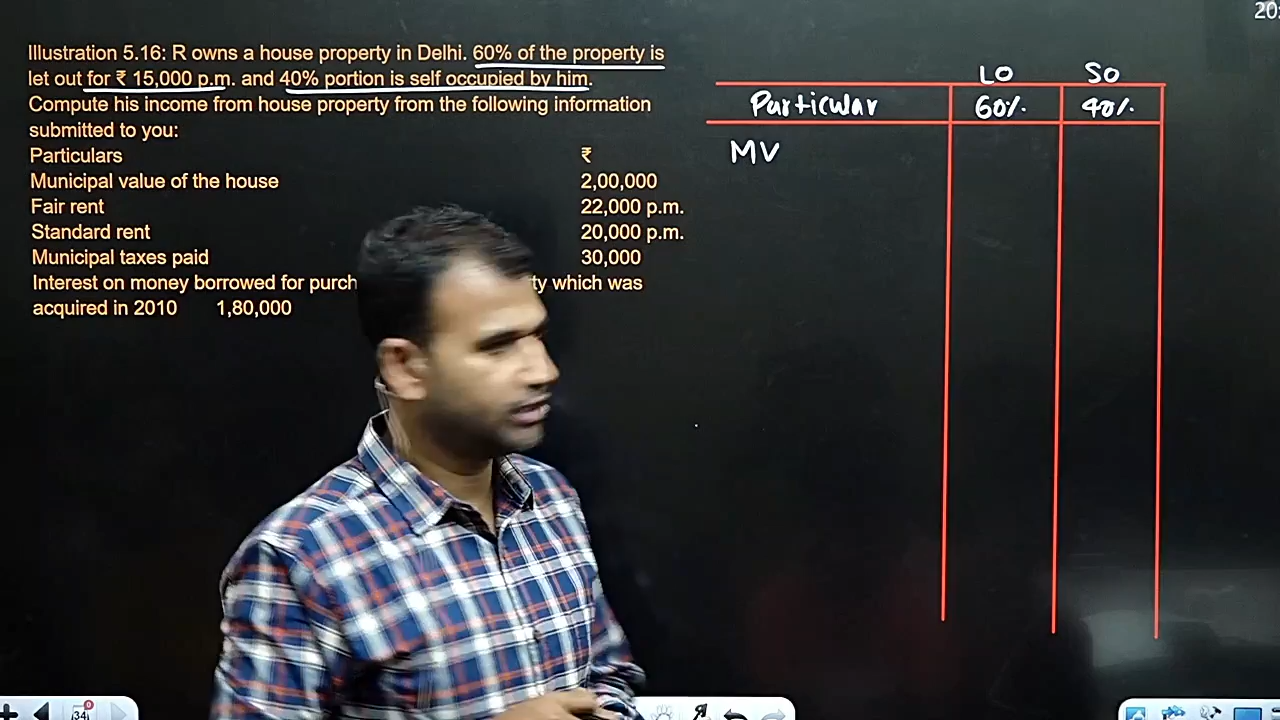 20:
Illustration 5.16: R owns a house property in Delhi. 60% of the property is
let out for ₹ 15,000 p.m. and 40% portion is self occupied by him.
Compute his income from house property from the following information
submitted to you:
Particulars ₹
Municipal value of the house 2,00,000
Fair rent 22,000 p.m.
Standard rent 20,000 p.m.
Municipal taxes paid 30,000
Interest on money borrowed for purch ty which was
acquired in 2010 1,80,000
LO SO
Particular 60% 40%
MV
34
0